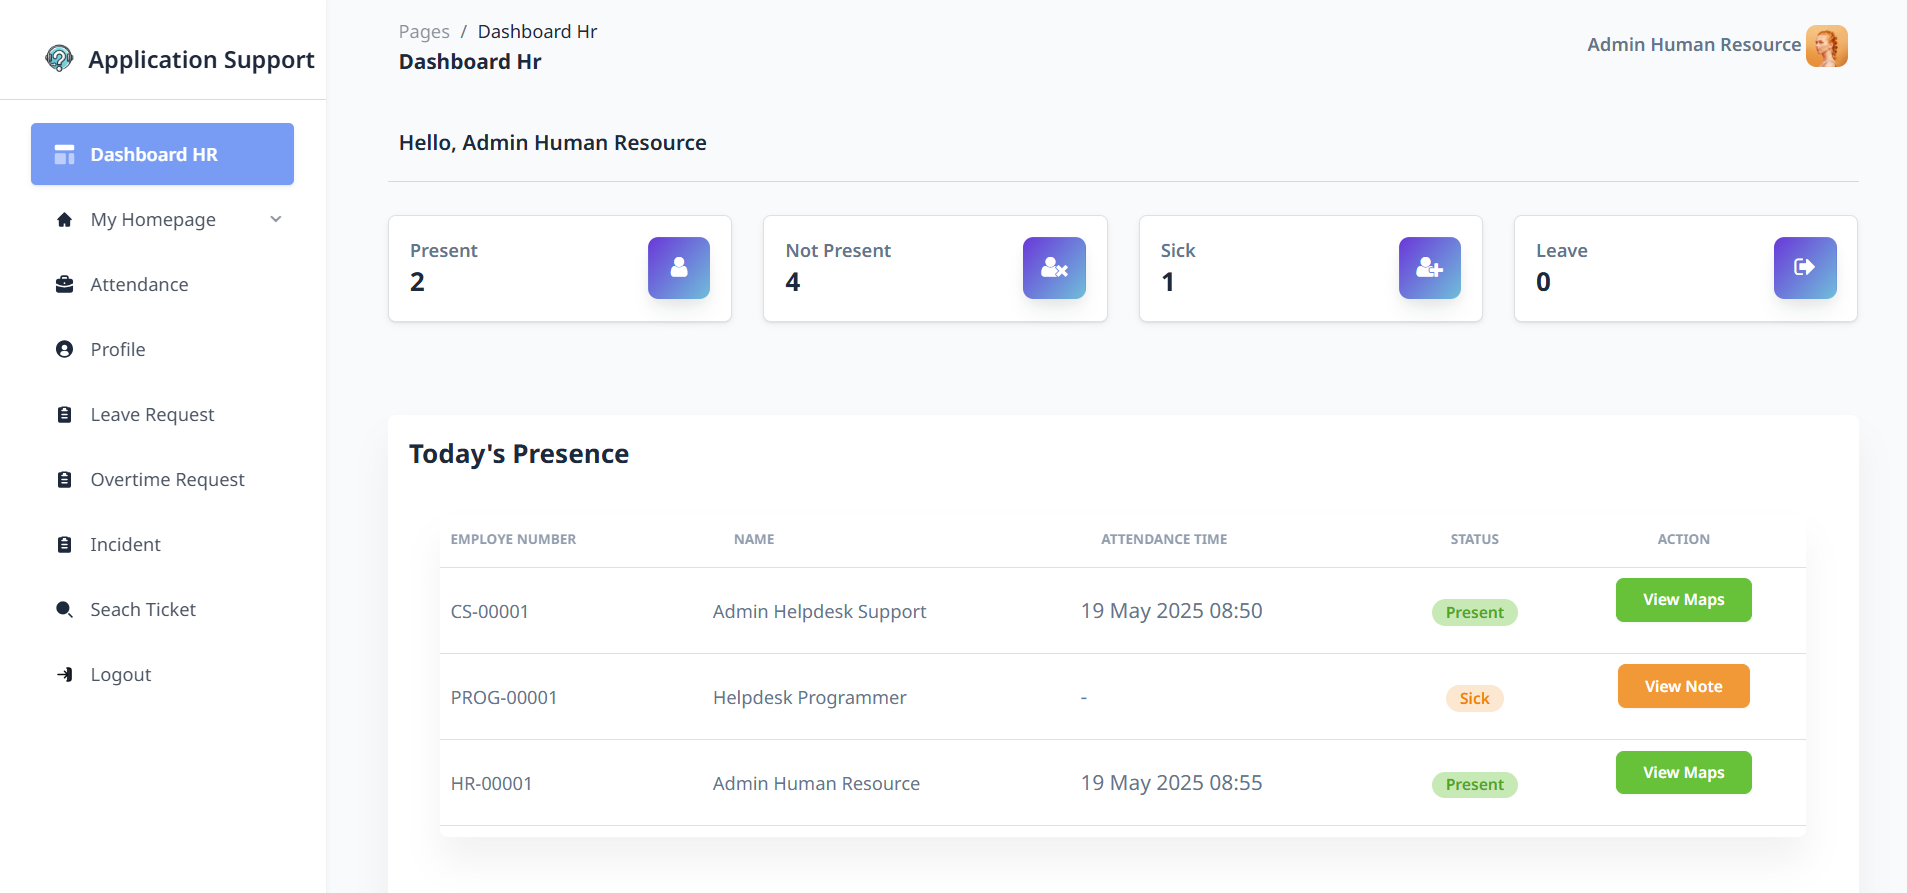 Application Support
Dashboard HR
My Homepage
Attendance
Profile
Leave Request
Overtime Request
Incident
Seach Ticket
Logout
Pages / Dashboard Hr
Dashboard Hr
Admin Human Resource
Hello, Admin Human Resource
Present
2
Not Present
4
Sick
1
Leave
0
Today's Presence
EMPLOYE NUMBER NAME ATTENDANCE TIME STATUS ACTION
CS-00001 Admin Helpdesk Support 19 May 2025 08:50 Present View Maps
PROG-00001 Helpdesk Programmer - Sick View Note
HR-00001 Admin Human Resource 19 May 2025 08:55 Present View Maps